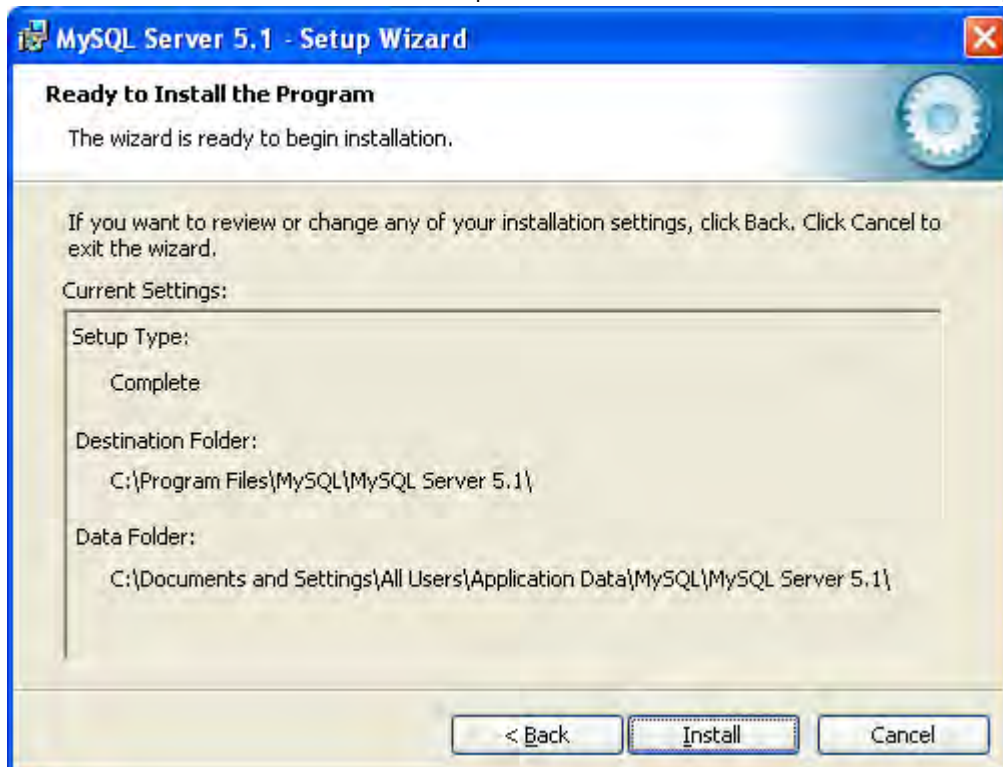 MySQL Server 5.1 - Setup Wizard
Ready to Install the Program
The wizard is ready to begin installation.
If you want to review or change any of your installation settings, click Back. Click Cancel to
exit the wizard.
Current Settings:
Setup Type:
Complete
Destination Folder:
C:\Program Files\MySQL\MySQL Server 5.1\
Data Folder:
C:\Documents and Settings\All Users\Application Data\MySQL\MySQL Server 5.1\
< Back Install Cancel